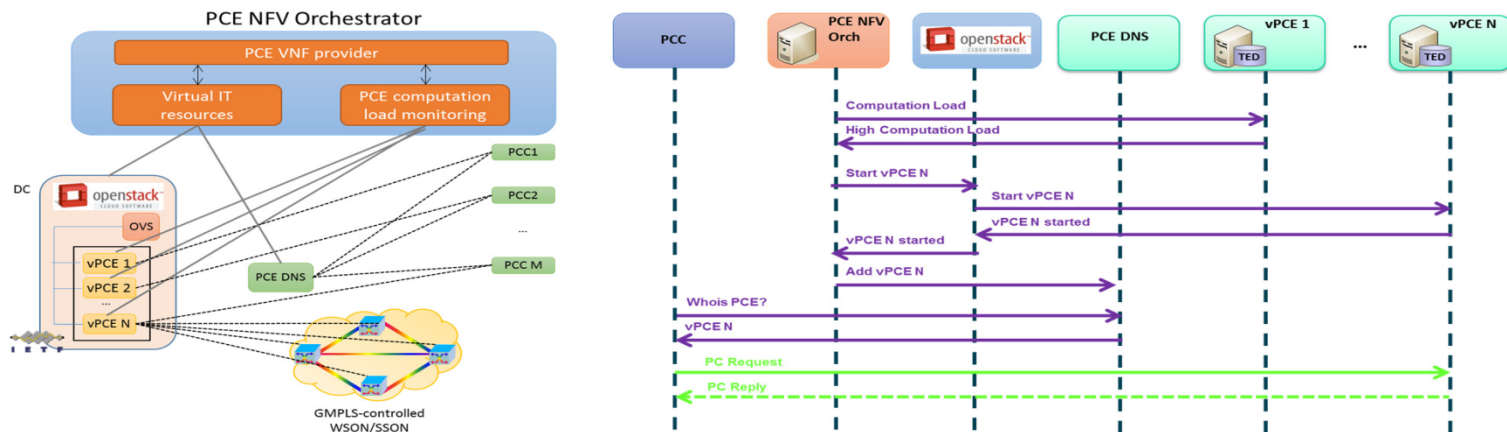 PCE NFV Orchestrator
PCE VNF provider
Virtual IT
resources
PCE computation
load monitoring
DC
openstack™
CLOUD SOFTWARE
OVS
vPCE 1
vPCE 2
...
vPCE N
IETF
PCE DNS
PCC1
PCC2
...
PCC M
GMPLS-controlled
WSON/SSON
PCC
PCE NFV
Orch
openstack
CLOUD SOFTWARE
PCE DNS
vPCE 1
TED
...
vPCE N
TED
Computation Load
High Computation Load
Start vPCE N
Start vPCE N
vPCE N started
vPCE N started
Add vPCE N
Whois PCE?
vPCE N
PC Request
PC Reply